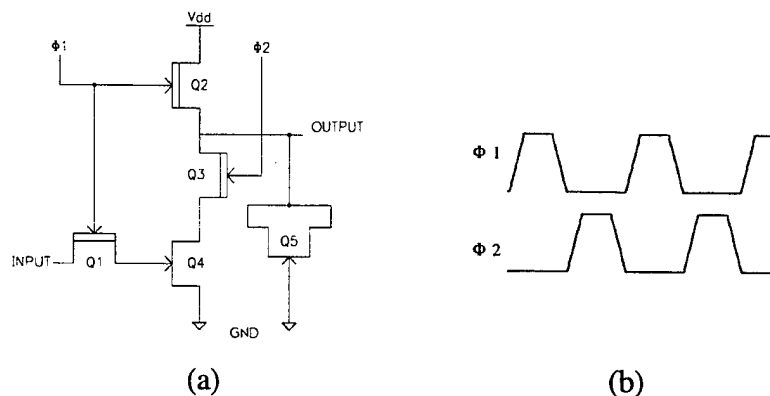 Vdd
Φ1
Φ2
Q2
OUTPUT
Q3
Q5
INPUT
Q1
Q4
GND
(a)
Φ 1
Φ 2
(b)